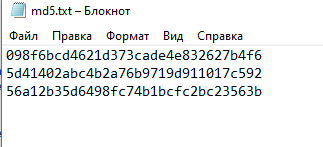 md5.txt – Блокнот
Файл Правка Формат Вид Справка
098f6bcd4621d373cade4e832627b4f6
5d41402abc4b2a76b9719d911017c592
56a12b35d6498fc74b1bcfc2bc23563b